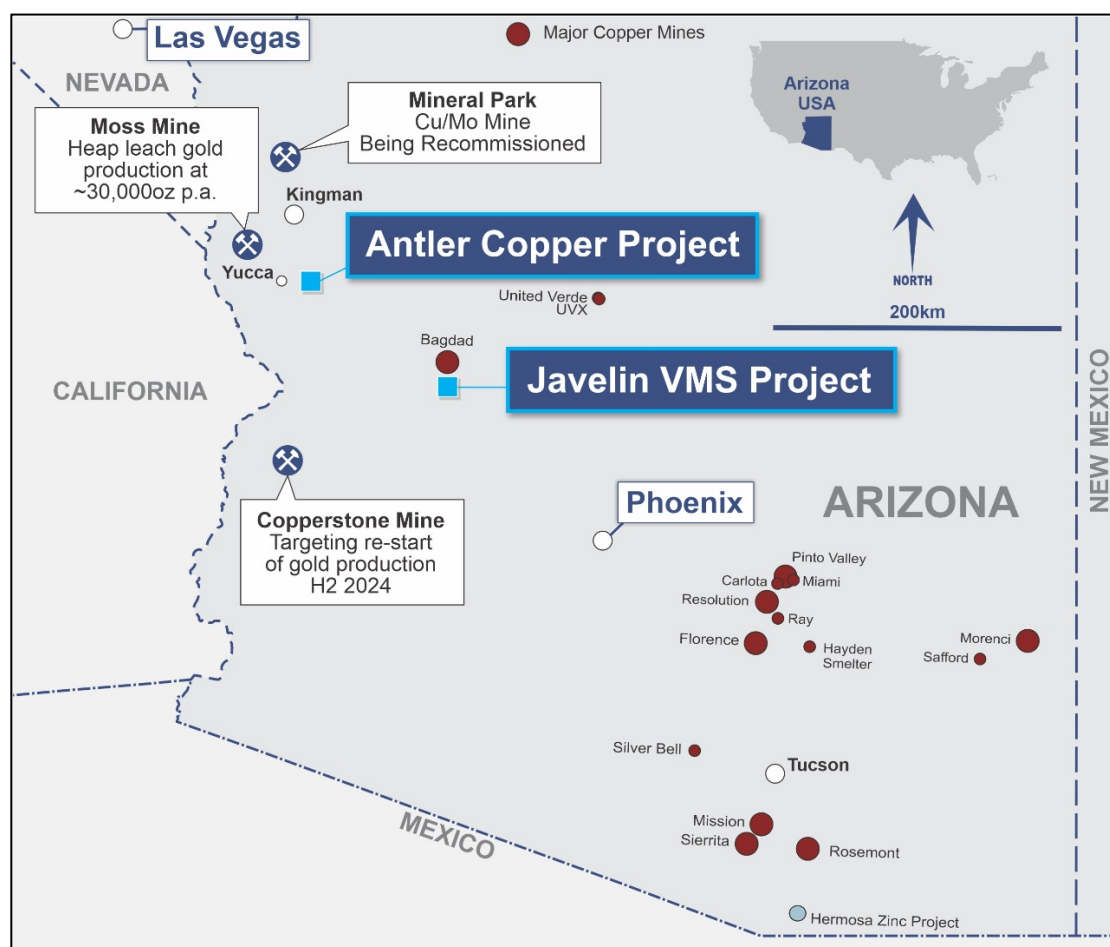 Las Vegas
Major Copper Mines
NEVADA
Arizona
USA
Mineral Park
Cu/Mo Mine
Being Recommissioned
Moss Mine
Heap leach gold
production at
~30,000oz p.a.
Kingman
Antler Copper Project
Yucca
NORTH
200km
United Verde
UVX
Bagdad
Javelin VMS Project
CALIFORNIA
NEW MEXICO
Phoenix
ARIZONA
Copperstone Mine
Targeting re-start
of gold production
H2 2024
Pinto Valley
Carlota
Miami
Resolution
Ray
Florence
Hayden
Smelter
Morenci
Safford
Silver Bell
Tucson
Mission
Sierrita
Rosemont
MEXICO
Hermosa Zinc Project